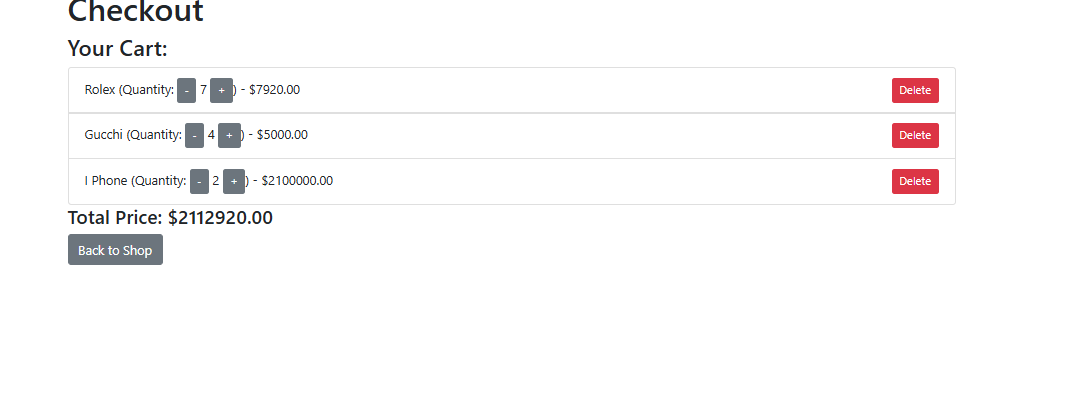 Checkout
Your Cart:
Rolex (Quantity: - 7 + ) - $7920.00 Delete
Gucchi (Quantity: - 4 + ) - $5000.00 Delete
I Phone (Quantity: - 2 + ) - $2100000.00 Delete
Total Price: $2112920.00
Back to Shop